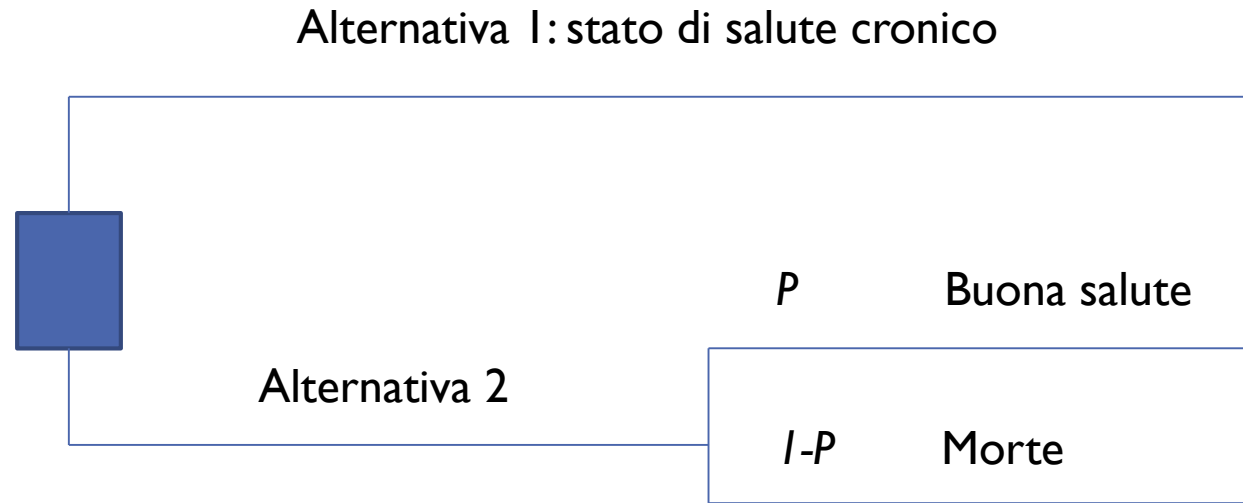 Alternativa 1: stato di salute cronico
P Buona salute
Alternativa 2
1-P Morte